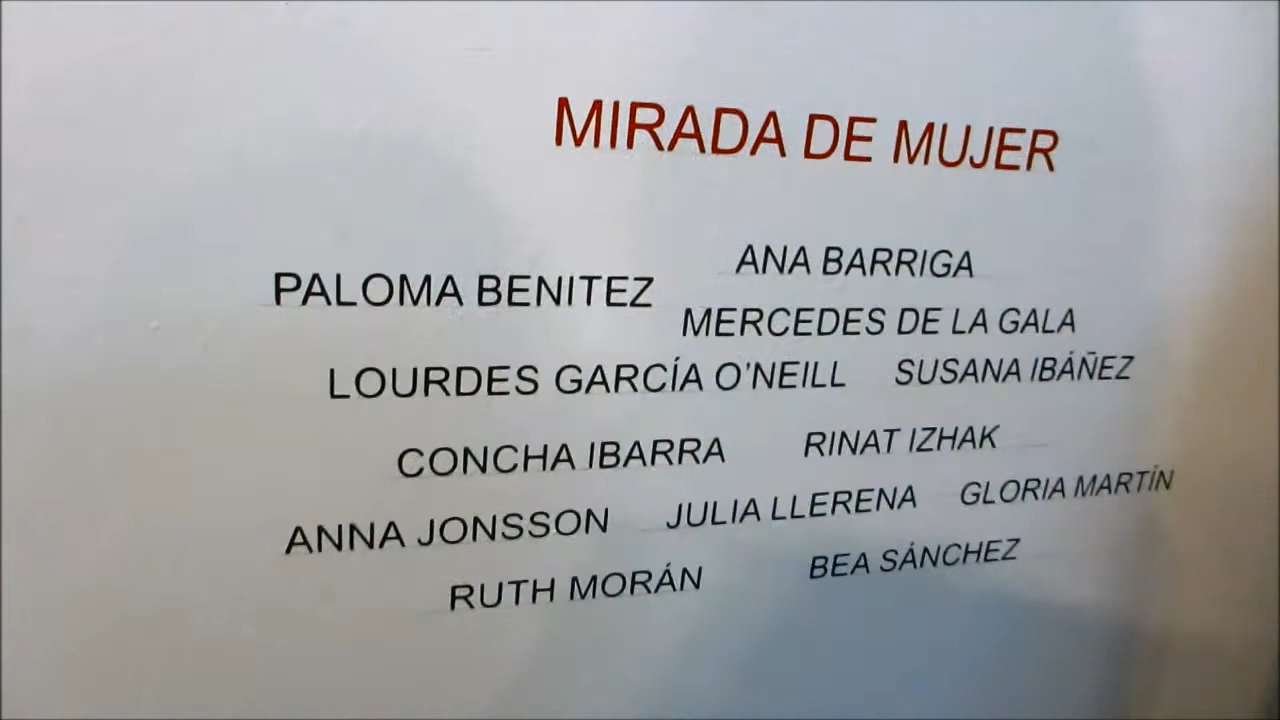 MIRADA DE MUJER
ANA BARRIGA
PALOMA BENITEZ
MERCEDES DE LA GALA
LOURDES GARCÍA O'NEILL SUSANA IBÁÑEZ
CONCHA IBARRA RINAT IZHAK
ANNA JONSSON JULIA LLERENA GLORIA MARTÍN
RUTH MORÁN BEA SÁNCHEZ